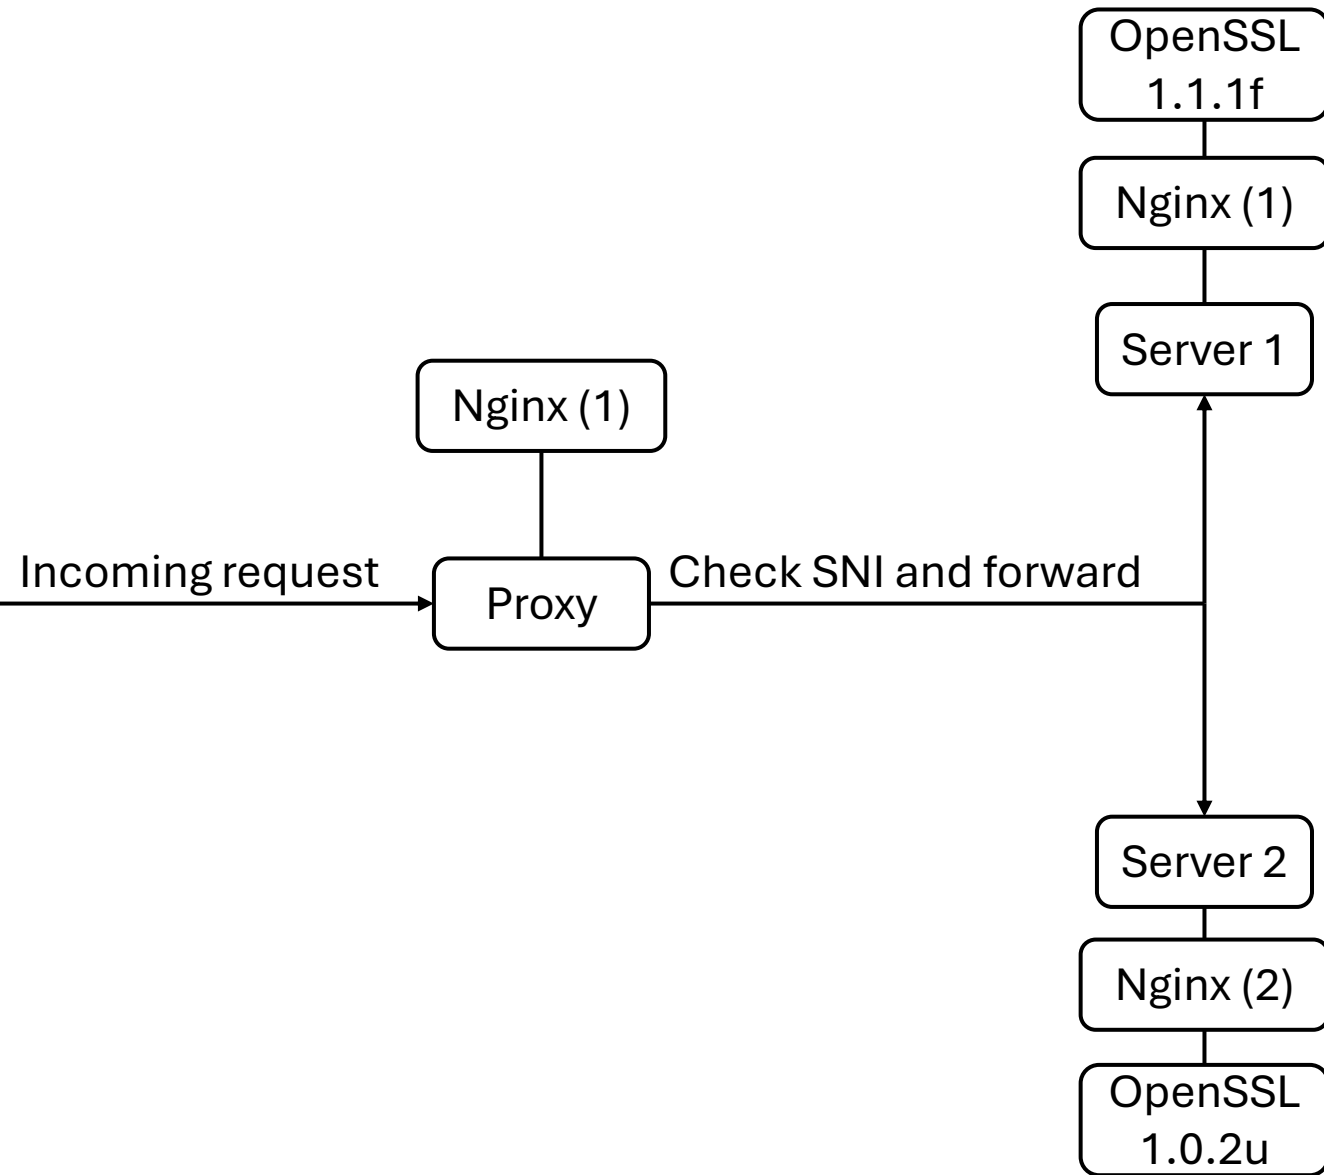 OpenSSL
1.1.1f
Nginx (1)
Server 1
Nginx (1)
Incoming request
Proxy
Check SNI and forward
Server 2
Nginx (2)
OpenSSL
1.0.2u